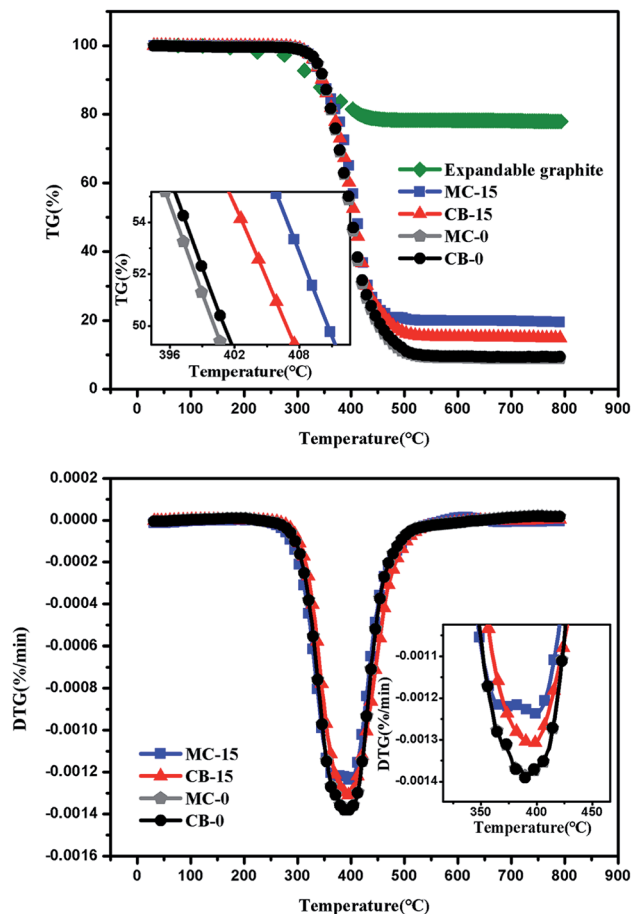 100
80
60
40
20
0
TG(%)
Expandable graphite
MC-15
CB-15
MC-0
CB-0
54
52
50
TG(%)
396 402 408
Temperature(°C)
0 100 200 300 400 500 600 700 800 900
Temperature(°C)
0.0002
0.0000
-0.0002
-0.0004
-0.0006
-0.0008
-0.0010
-0.0012
-0.0014
-0.0016
DTG(%/min)
MC-15
CB-15
MC-0
CB-0
-0.0011
-0.0012
-0.0013
-0.0014
DTG(%/min)
350 400 450
Temperature(°C)
0 100 200 300 400 500 600 700 800 900
Temperature(°C)